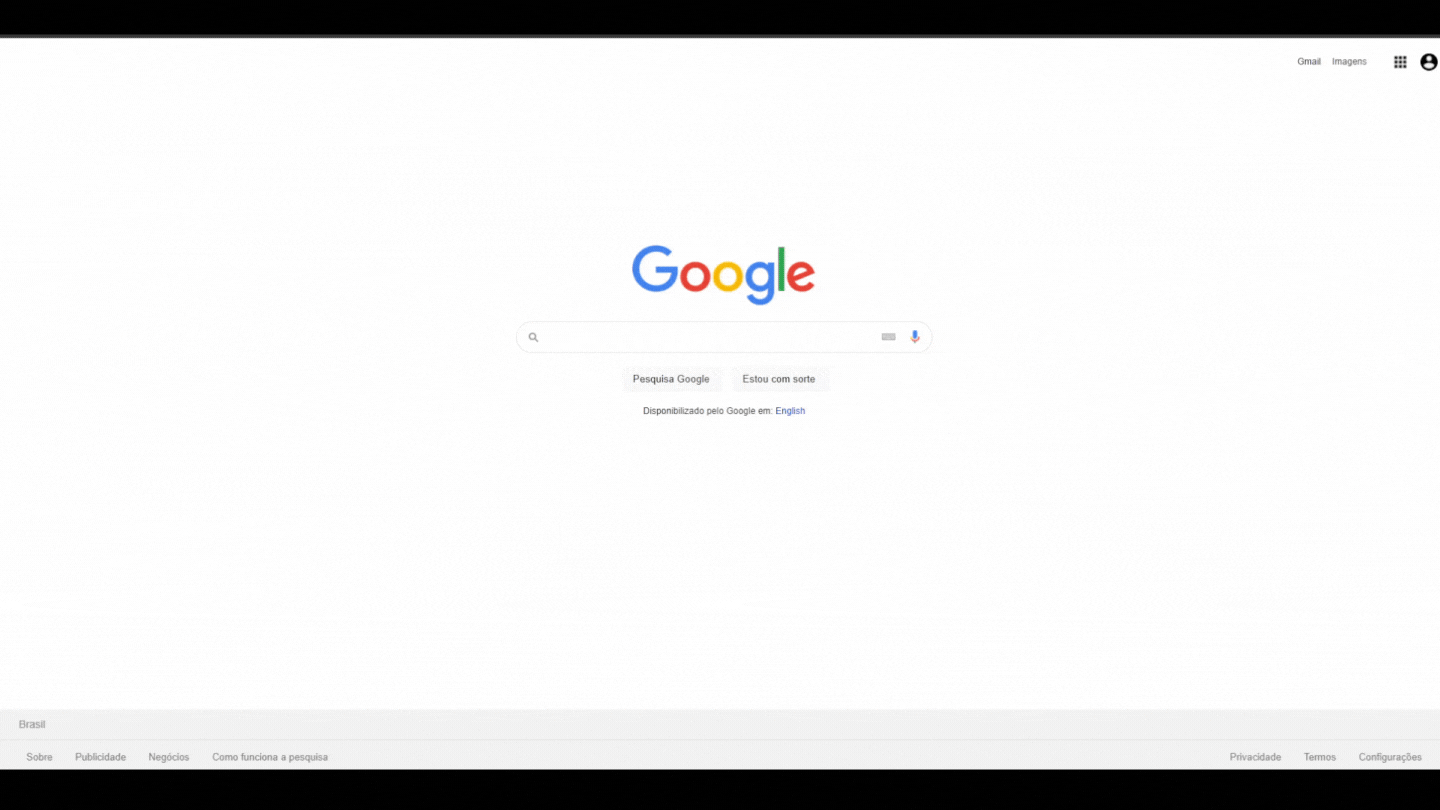 Gmail Imagens
Google
Pesquisa Google Estou com sorte
Disponibilizado pelo Google em: English
Brasil
Sobre Publicidade Negócios Como funciona a pesquisa Privacidade Termos Configurações